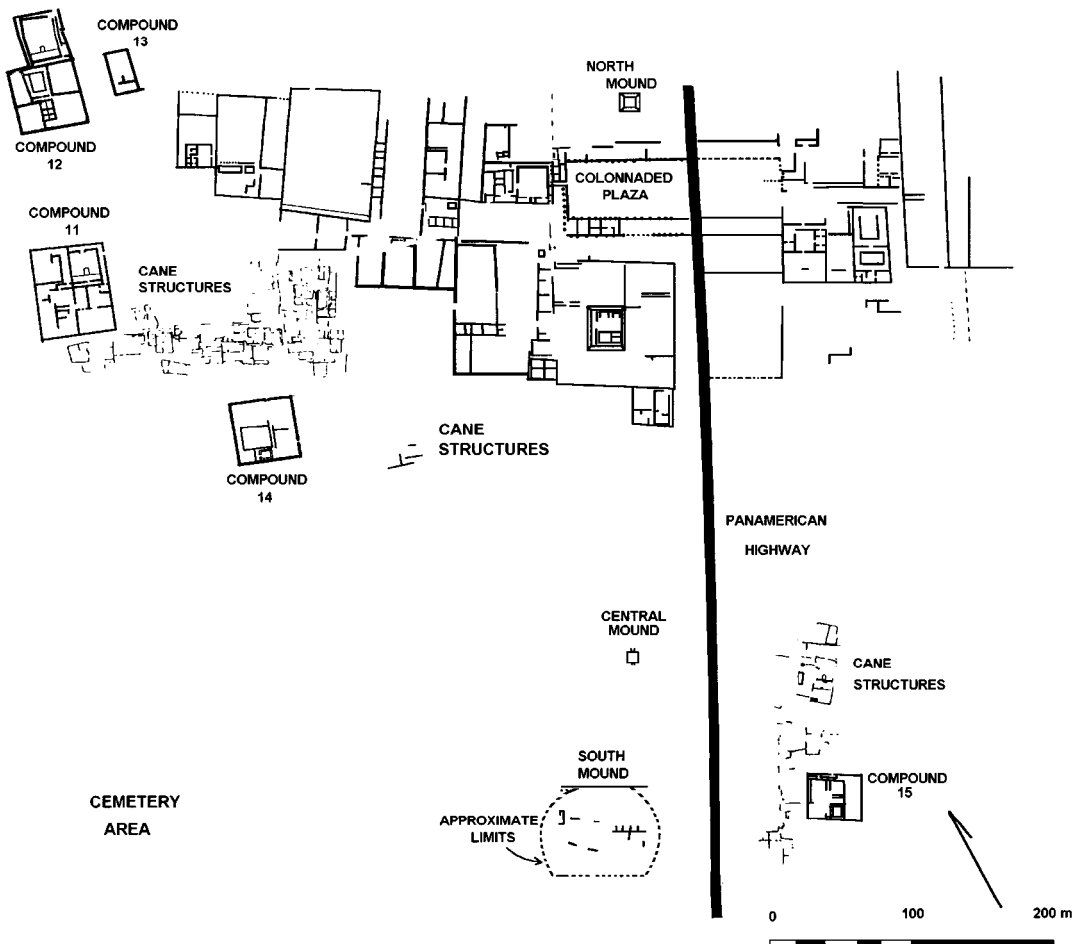 COMPOUND
13
COMPOUND
12
NORTH
MOUND
COLONNADED
PLAZA
COMPOUND
11
CANE
STRUCTURES
CANE
STRUCTURES
COMPOUND
14
PANAMERICAN
HIGHWAY
CENTRAL
MOUND
CANE
STRUCTURES
SOUTH
MOUND
COMPOUND
15
CEMETERY
AREA
APPROXIMATE
LIMITS
0 100 200 m